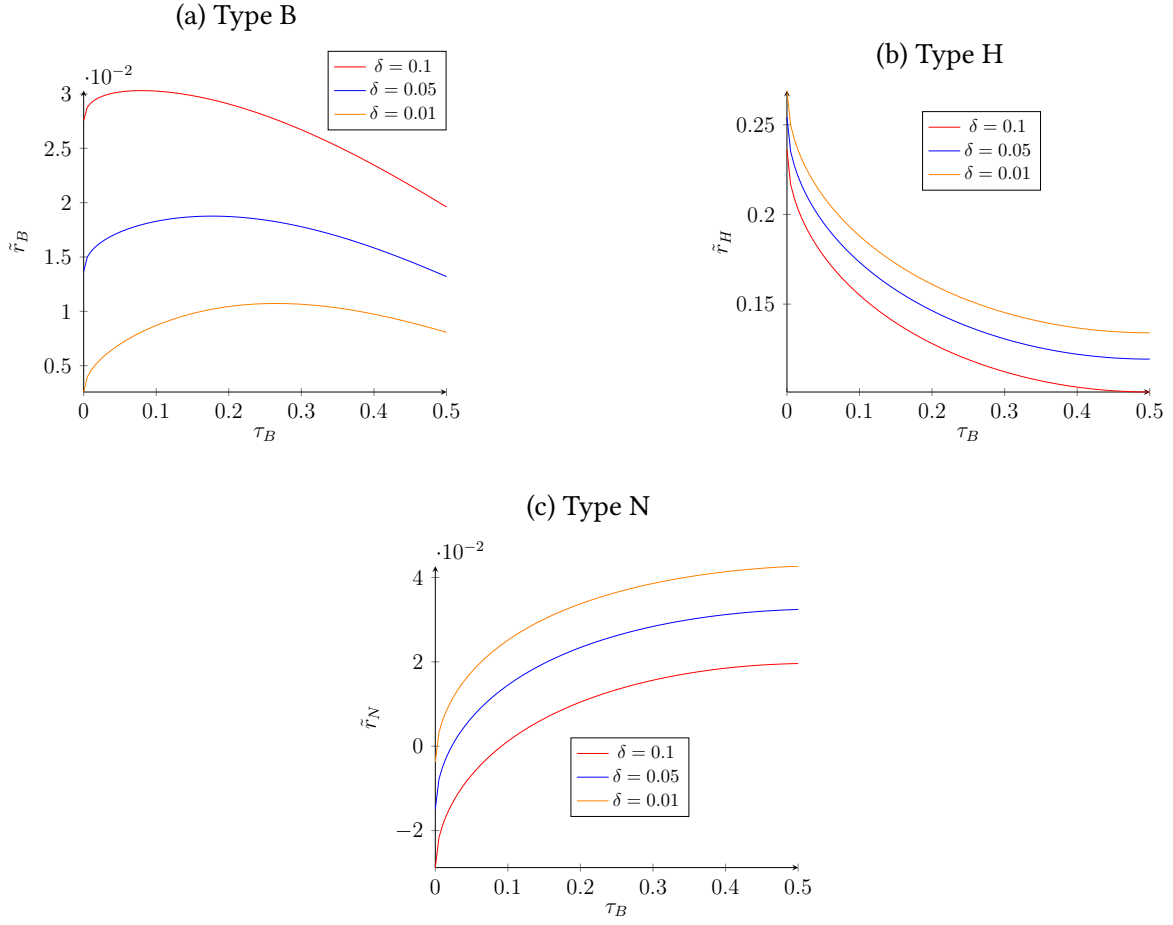 (a) Type B
·10⁻²
δ = 0.1
δ = 0.05
δ = 0.01
3
2.5
2
1.5
1
0.5
r̃_B
0 0.1 0.2 0.3 0.4 0.5
τ_B
(b) Type H
δ = 0.1
δ = 0.05
δ = 0.01
0.25
0.2
0.15
r̃_H
0 0.1 0.2 0.3 0.4 0.5
τ_B
(c) Type N
·10⁻²
4
2
0
−2
r̃_N
δ = 0.1
δ = 0.05
δ = 0.01
0 0.1 0.2 0.3 0.4 0.5
τ_B